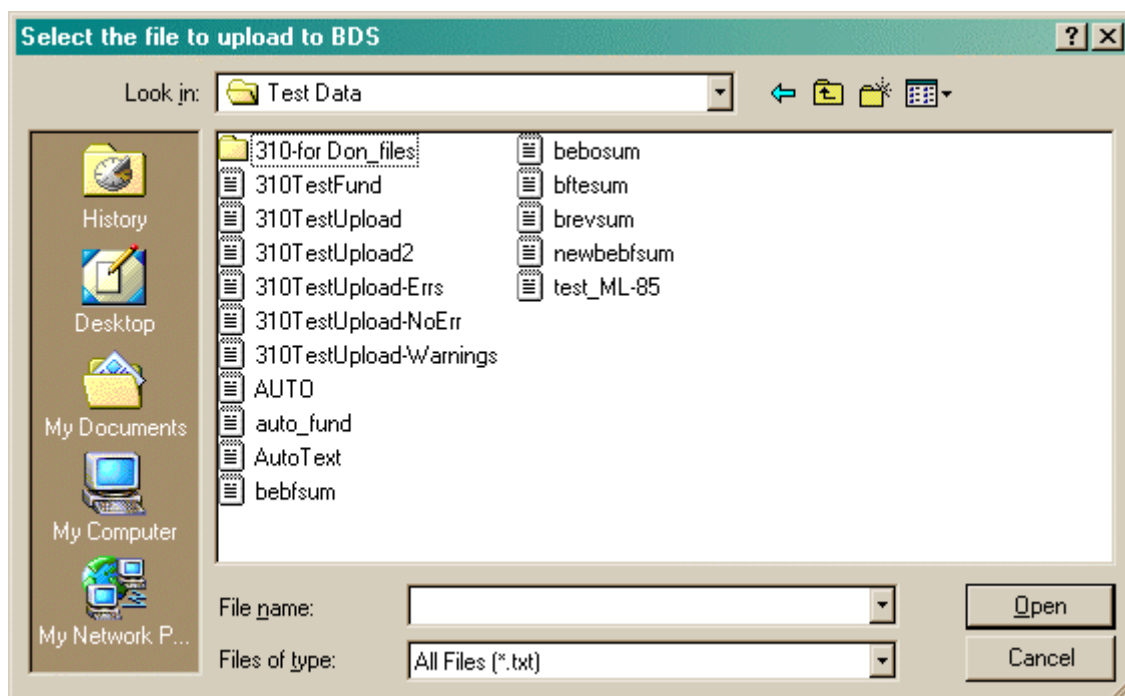 Select the file to upload to BDS
Look in: Test Data
History
Desktop
My Documents
My Computer
My Network P...
310-for Don_files
310TestFund
310TestUpload
310TestUpload2
310TestUpload-Errs
310TestUpload-NoErr
310TestUpload-Warnings
AUTO
auto_fund
AutoText
bebfsum
bebosum
bftesum
brevsum
newbebfsum
test_ML-85
File name:
Open
Files of type: All Files (*.txt)
Cancel